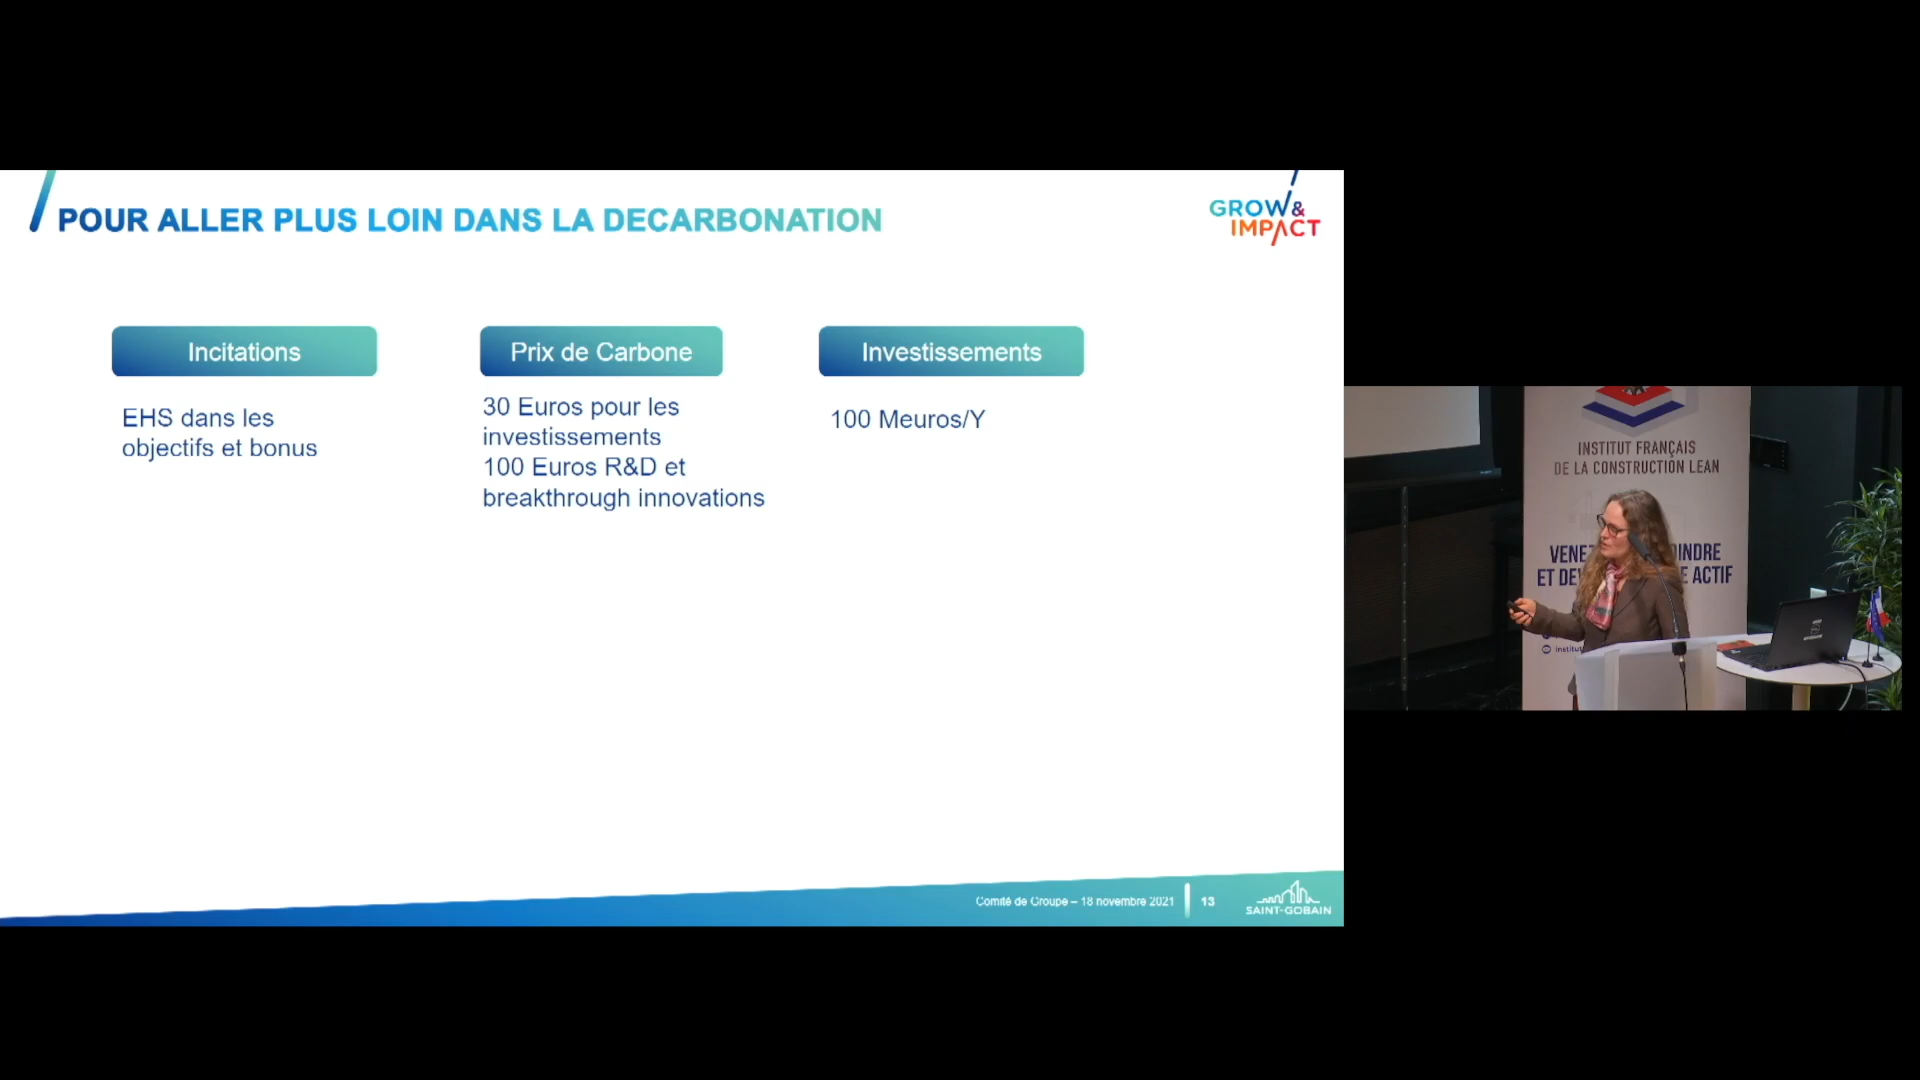 POUR ALLER PLUS LOIN DANS LA DECARBONATION
GROW&
IMPACT
Incitations
EHS dans les
objectifs et bonus
Prix de Carbone
30 Euros pour les
investissements
100 Euros R&D et
breakthrough innovations
Investissements
100 Meuros/Y
Comité de Groupe – 18 novembre 2021
13
SAINT-GOBAIN
INSTITUT FRANÇAIS
DE LA CONSTRUCTION LEAN
ACTIF